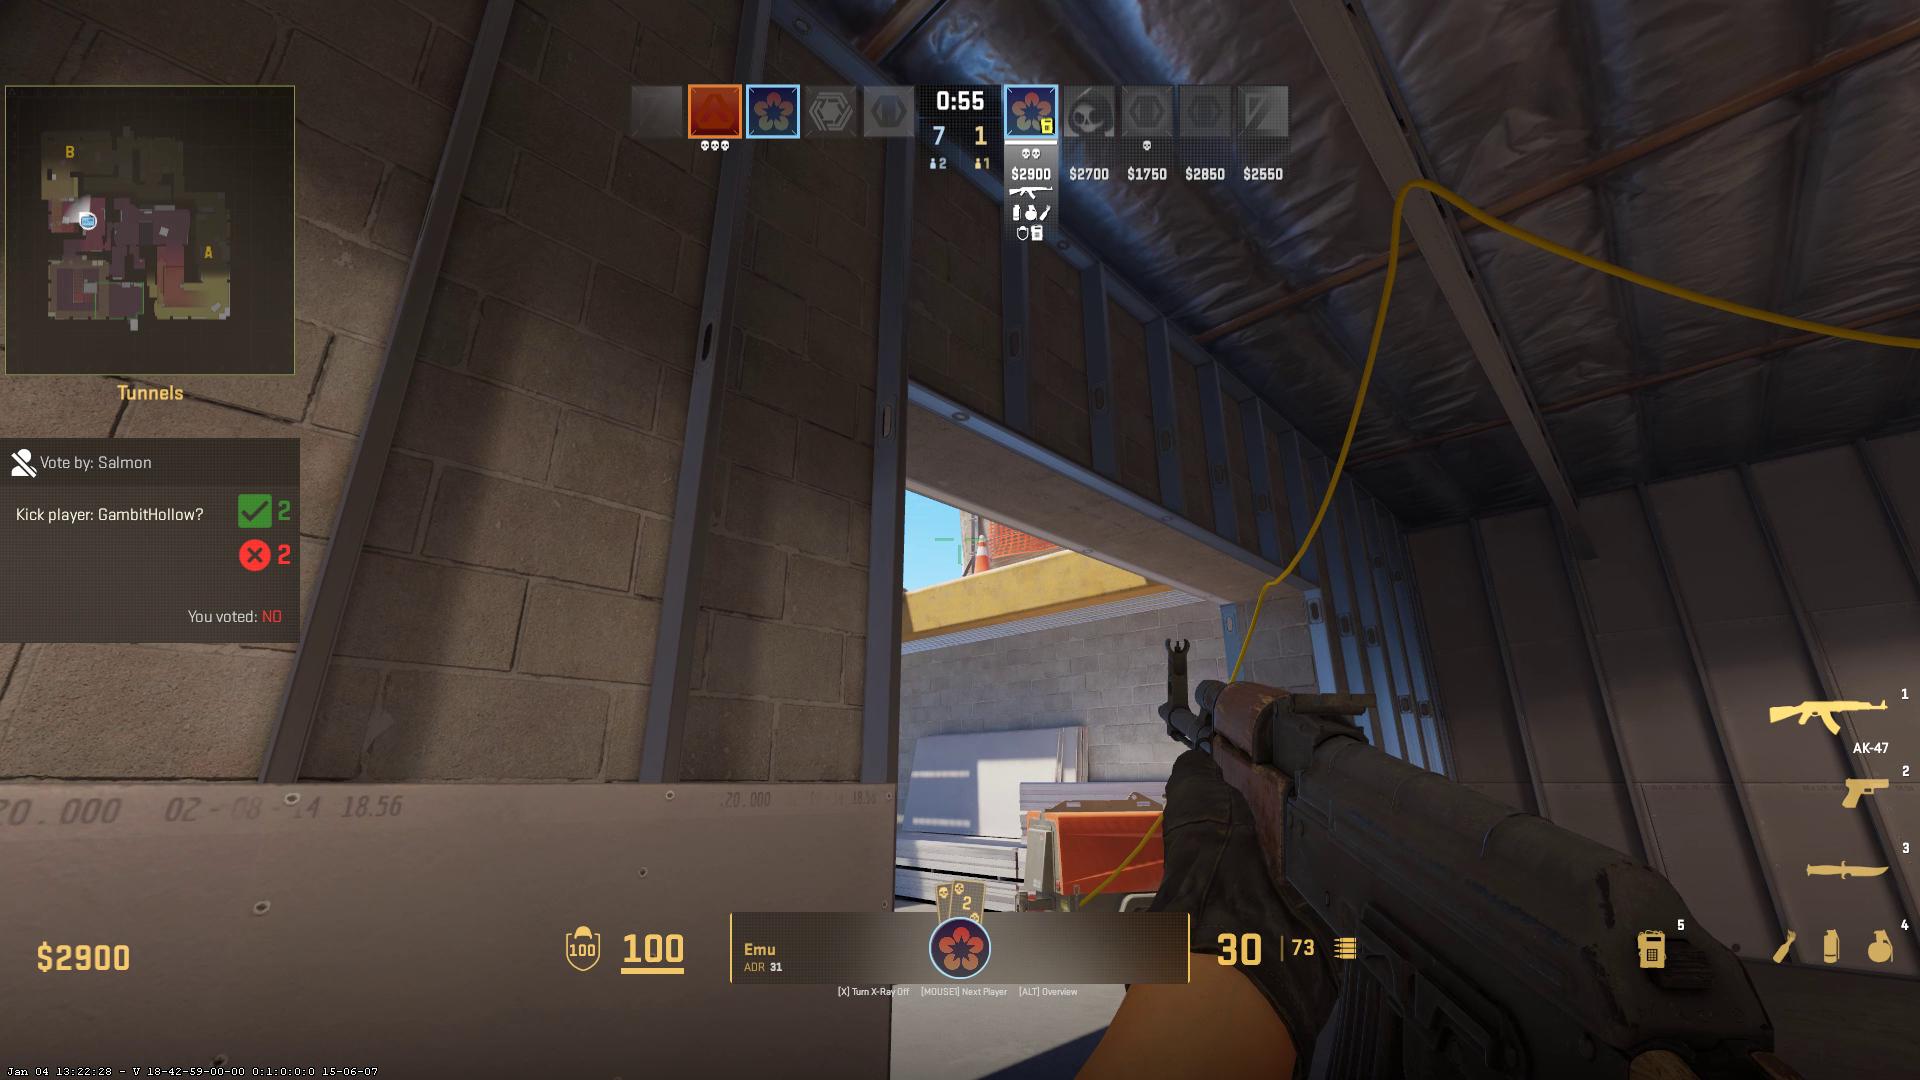 0:55
7 1
2 1
$2900 $2700 $1750 $2850 $2550
B
A
Tunnels
Vote by: Salmon
Kick player: GambitHollow? 2
2
You voted: NO
1
AK-47
2
3
4
5
20.000 02-08-14 18.56
.20.000 18.56
$2900
100
100
2
Emu
ADR 31
30 | 73
[X] Turn X-Ray Off [MOUSE1] Next Player [ALT] Overview
Jan 04 13:22:28 - V 18-42-59-00-00 0:1:0:0:0 15-06-07